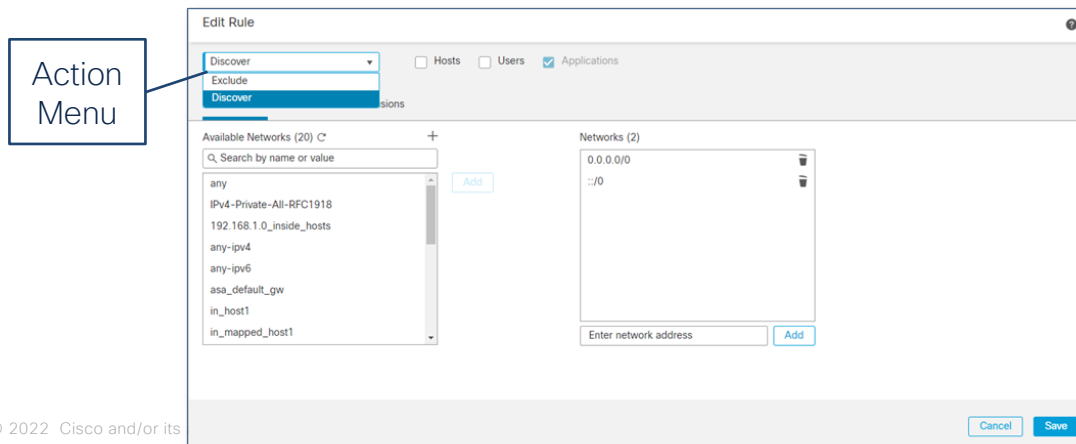 Edit Rule
Action
Menu
Discover
Hosts
Users
Applications
Exclude
Discover
sions
Available Networks (20)
Search by name or value
any
IPv4-Private-All-RFC1918
192.168.1.0_inside_hosts
any-ipv4
any-ipv6
asa_default_gw
in_host1
in_mapped_host1
Add
Networks (2)
0.0.0.0/0
::/0
Enter network address
Add
© 2022 Cisco and/or its
Cancel
Save